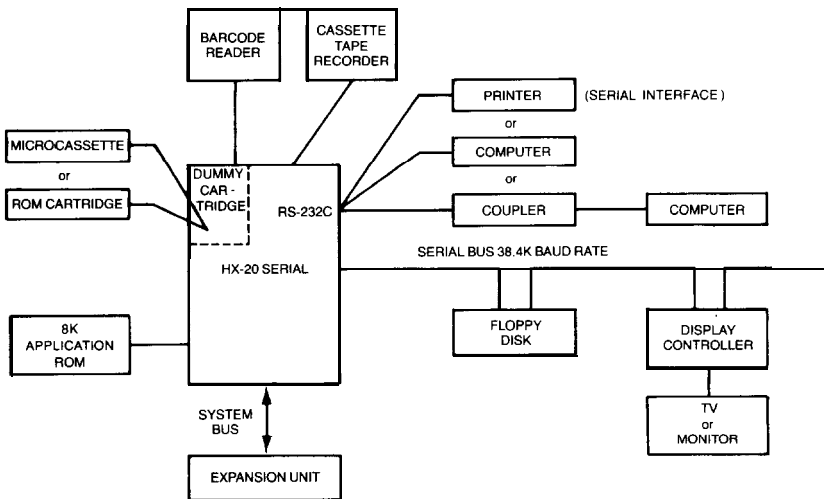 BARCODE
READER
CASSETTE
TAPE
RECORDER
PRINTER
(SERIAL INTERFACE)
or
COMPUTER
or
COUPLER
COMPUTER
MICROCASSETTE
or
ROM CARTRIDGE
DUMMY
CAR-
TRIDGE
RS-232C
HX-20 SERIAL
SERIAL BUS 38.4K BAUD RATE
8K
APPLICATION
ROM
FLOPPY
DISK
DISPLAY
CONTROLLER
TV
or
MONITOR
SYSTEM
BUS
EXPANSION UNIT